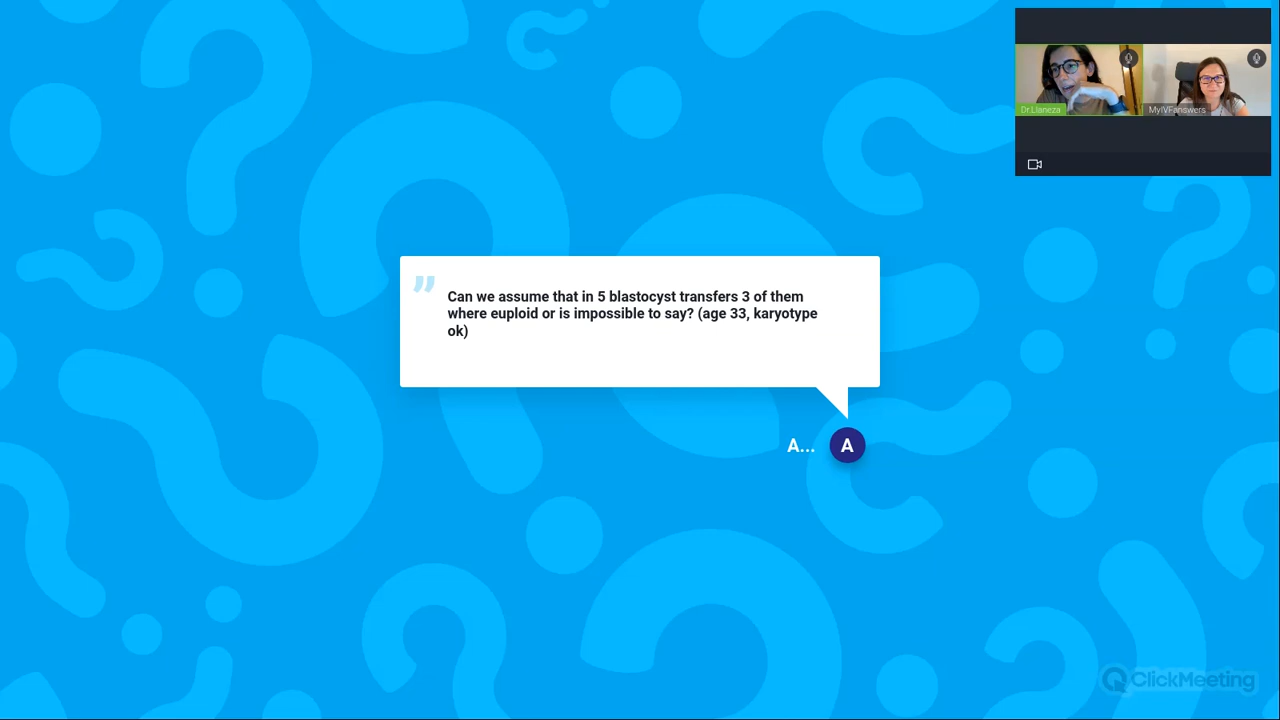 Dr.Llaneza
MyIVFanswers
”
Can we assume that in 5 blastocyst transfers 3 of them
where euploid or is impossible to say? (age 33, karyotype
ok)
A...
A
ClickMeeting